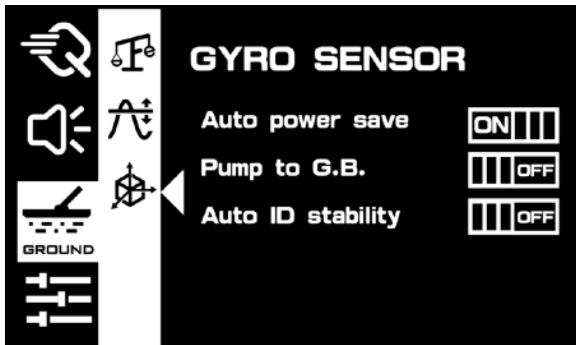 GYRO SENSOR
Auto power save ON
Pump to G.B. OFF
Auto ID stability OFF
GROUND